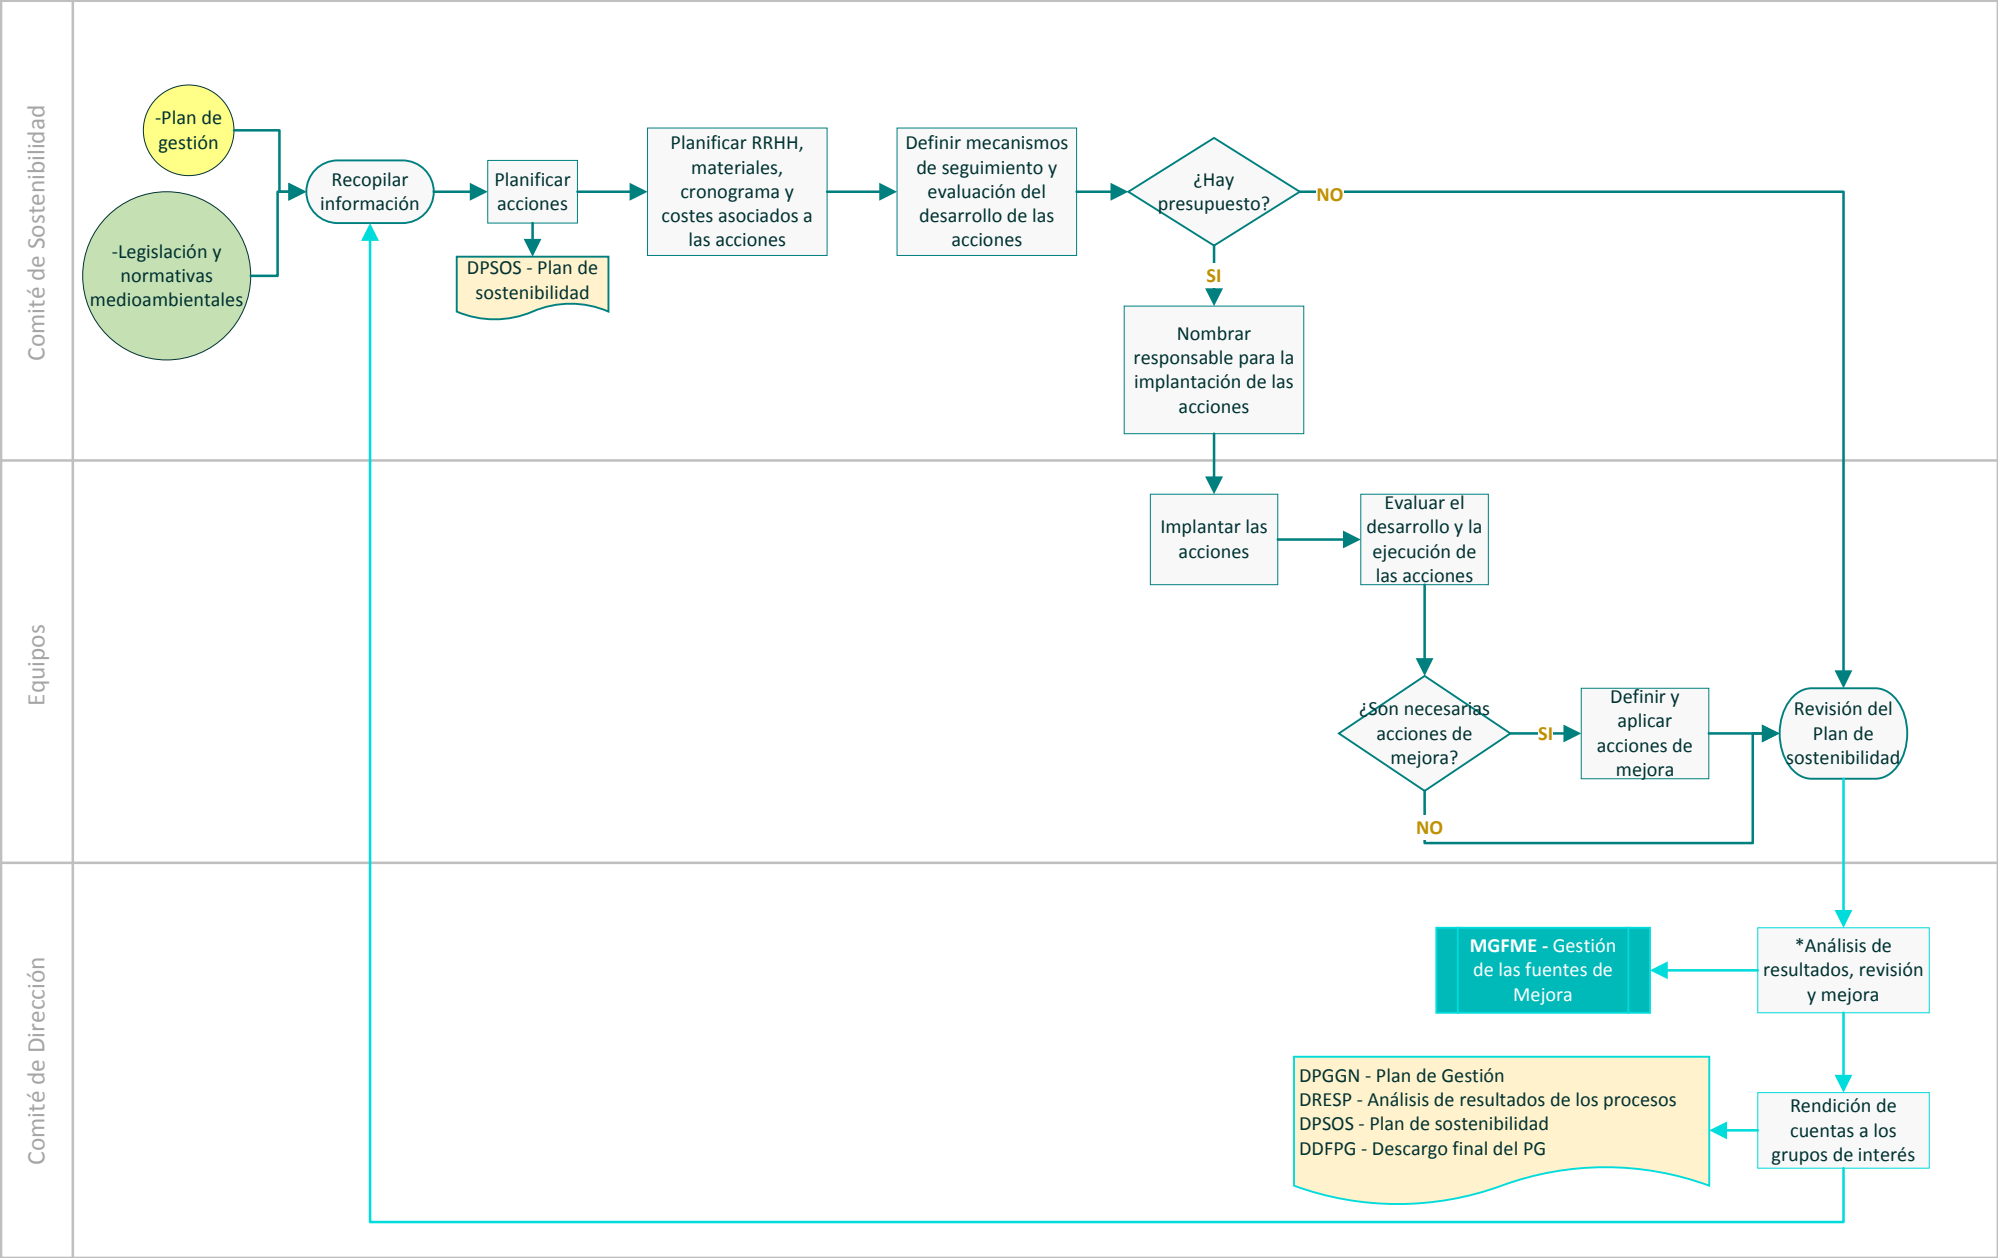 Comité de Sostenibilidad
-Plan de
gestión
-Legislación y
normativas
medioambientales
Recopilar
información
Planificar
acciones
DPSOS - Plan de
sostenibilidad
Planificar RRHH,
materiales,
cronograma y
costes asociados a
las acciones
Definir mecanismos
de seguimiento y
evaluación del
desarrollo de las
acciones
¿Hay
presupuesto?
NO
SI
Nombrar
responsable para la
implantación de las
acciones
Equipos
Implantar las
acciones
Evaluar el
desarrollo y la
ejecución de
las acciones
¿Son necesarias
acciones de
mejora?
SI
NO
Definir y
aplicar
acciones de
mejora
Revisión del
Plan de
sostenibilidad
Comité de Dirección
*Análisis de
resultados, revisión
y mejora
MGFME - Gestión
de las fuentes de
Mejora
Rendición de
cuentas a los
grupos de interés
DPGGN - Plan de Gestión
DRESP - Análisis de resultados de los procesos
DPSOS - Plan de sostenibilidad
DDFPG - Descargo final del PG